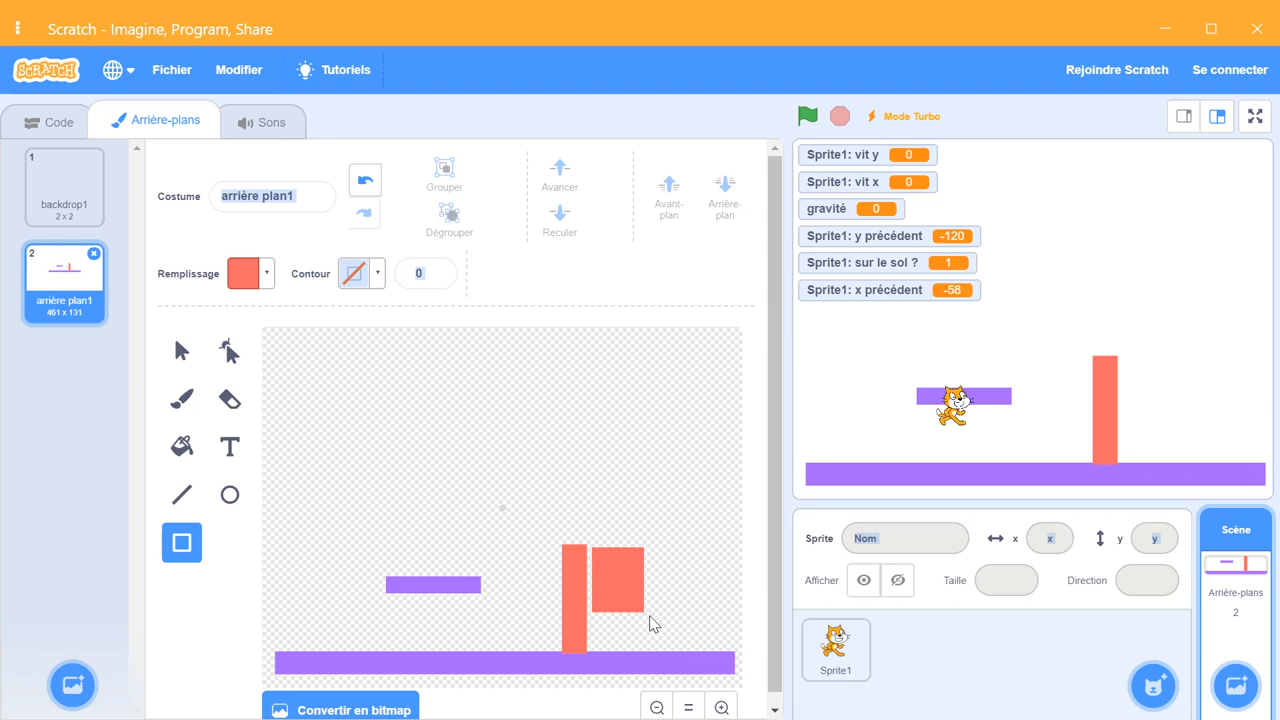 Scratch - Imagine, Program, Share
SCRATCH
Fichier
Modifier
Tutoriels
Rejoindre Scratch
Se connecter
Code
Arrière-plans
Sons
Mode Turbo
1
backdrop1
2 x 2
2
arrière plan1
461 x 131
Costume
arrière plan1
Grouper
Dégrouper
Avancer
Reculer
Avant-
plan
Arrière-
plan
Remplissage
Contour
0
T
Convertir en bitmap
Sprite1: vit y 0
Sprite1: vit x 0
gravité 0
Sprite1: y précédent -120
Sprite1: sur le sol ? 1
Sprite1: x précédent -58
Sprite
Nom
x
x
y
y
Afficher
Taille
Direction
Sprite1
Scène
Arrière-plans
2